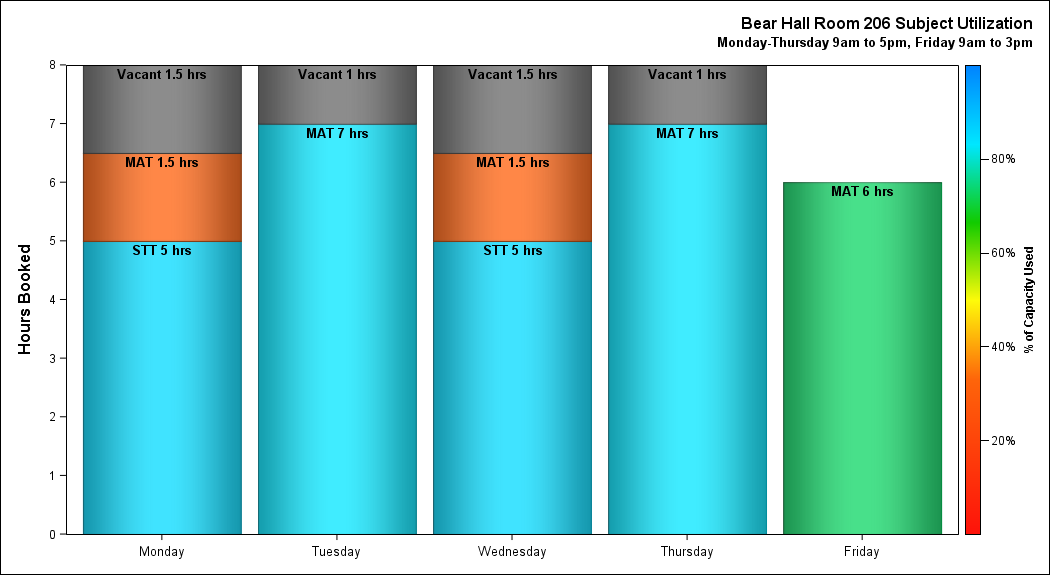 Bear Hall Room 206 Subject Utilization
Monday-Thursday 9am to 5pm, Friday 9am to 3pm
Hours Booked
8
7
6
5
4
3
2
1
0
Vacant 1.5 hrs
MAT 1.5 hrs
STT 5 hrs
Vacant 1 hrs
MAT 7 hrs
Vacant 1.5 hrs
MAT 1.5 hrs
STT 5 hrs
Vacant 1 hrs
MAT 7 hrs
MAT 6 hrs
Monday
Tuesday
Wednesday
Thursday
Friday
80%
60%
40%
20%
% of Capacity Used